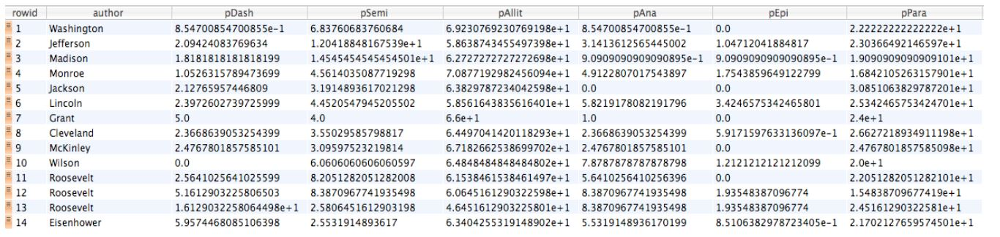 rowid author pDash pSemi pAllit pAna pEpi pPara
1 Washington 8.54700854700855e-1 6.83760683760684 6.9230769230769198e+1 8.54700854700855e-1 0.0 2.22222222222222e+1
2 Jefferson 2.09424083769634 1.20418848167539e+1 5.8638743455497398e+1 3.1413612565445002 1.04712041884817 2.30366492146597e+1
3 Madison 1.8181818181818199 1.4545454545454501e+1 6.2727272727272698e+1 9.0909090909090895e-1 9.0909090909090895e-1 1.9090909090909101e+1
4 Monroe 1.0526315789473699 4.5614035087719298 7.0877192982456094e+1 4.9122807017543897 1.7543859649122799 1.6842105263157901e+1
5 Jackson 2.12765957446809 3.1914893617021298 6.3829787234042598e+1 0.0 0.0 3.0851063829787201e+1
6 Lincoln 2.3972602739725999 4.4520547945205502 5.8561643835616401e+1 5.8219178082191796 3.4246575342465801 2.5342465753424701e+1
7 Grant 5.0 4.0 6.6e+1 1.0 0.0 2.4e+1
8 Cleveland 2.3668639053254399 3.55029585798817 6.4497041420118293e+1 2.3668639053254399 5.9171597633136097e-1 2.6627218934911198e+1
9 McKinley 2.4767801857585101 3.09597523219814 6.7182662538699702e+1 2.4767801857585101 0.0 2.4767801857585098e+1
10 Wilson 0.0 6.0606060606060597 6.4848484848484802e+1 7.8787878787878798 1.2121212121212099 2.0e+1
11 Roosevelt 2.5641025641025599 8.2051282051282008 6.1538461538461497e+1 5.6410256410256396 0.0 2.2051282051282101e+1
12 Roosevelt 5.1612903225806503 8.3870967741935498 6.0645161290322598e+1 8.3870967741935498 1.93548387096774 1.54838709677419e+1
13 Roosevelt 1.6129032258064498e+1 2.5806451612903198 4.6451612903225801e+1 8.3870967741935498 1.93548387096774 2.45161290322581e+1
14 Eisenhower 5.9574468085106398 2.5531914893617 6.3404255319148902e+1 5.5319148936170199 8.5106382978723405e-1 2.1702127659574501e+1